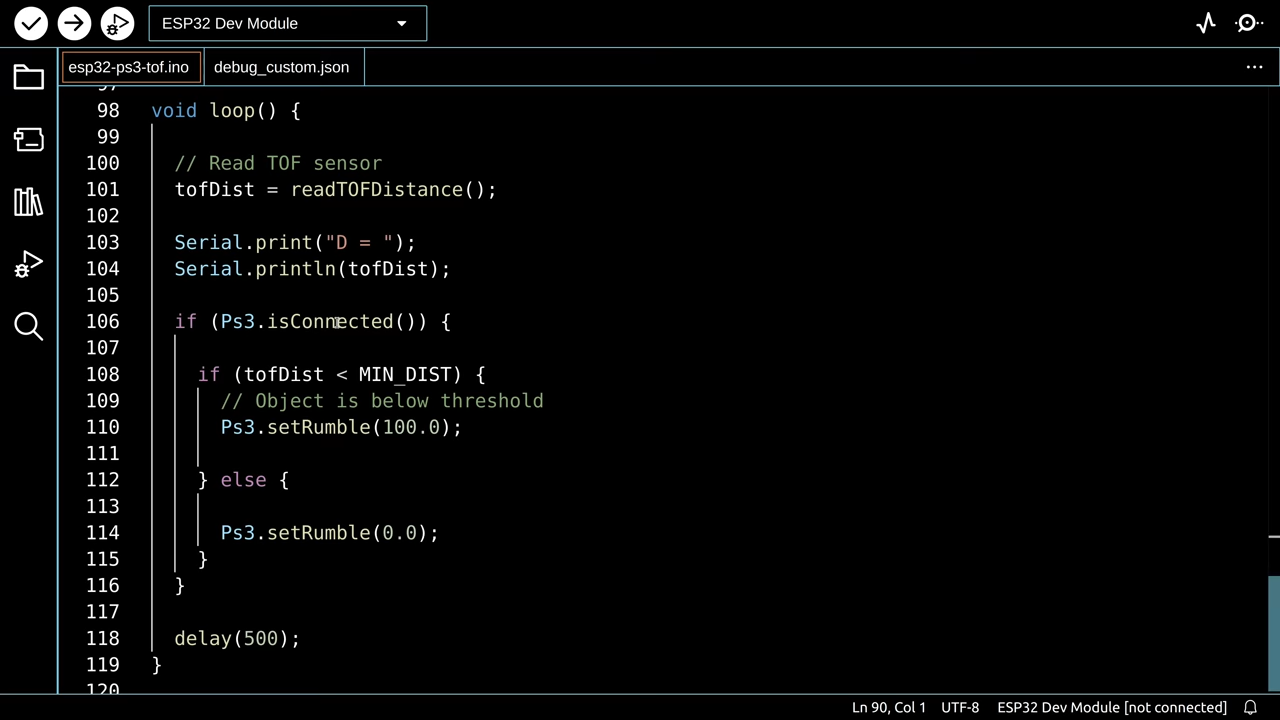 ESP32 Dev Module
esp32-ps3-tof.ino
debug_custom.json
97
98 void loop() {
99
100 // Read TOF sensor
101 tofDist = readTOFDistance();
102
103 Serial.print("D = ");
104 Serial.println(tofDist);
105
106 if (Ps3.isConnected()) {
107
108 if (tofDist < MIN_DIST) {
109 // Object is below threshold
110 Ps3.setRumble(100.0);
111
112 } else {
113
114 Ps3.setRumble(0.0);
115 }
116 }
117
118 delay(500);
119 }
120
Ln 90, Col 1 UTF-8 ESP32 Dev Module [not connected]